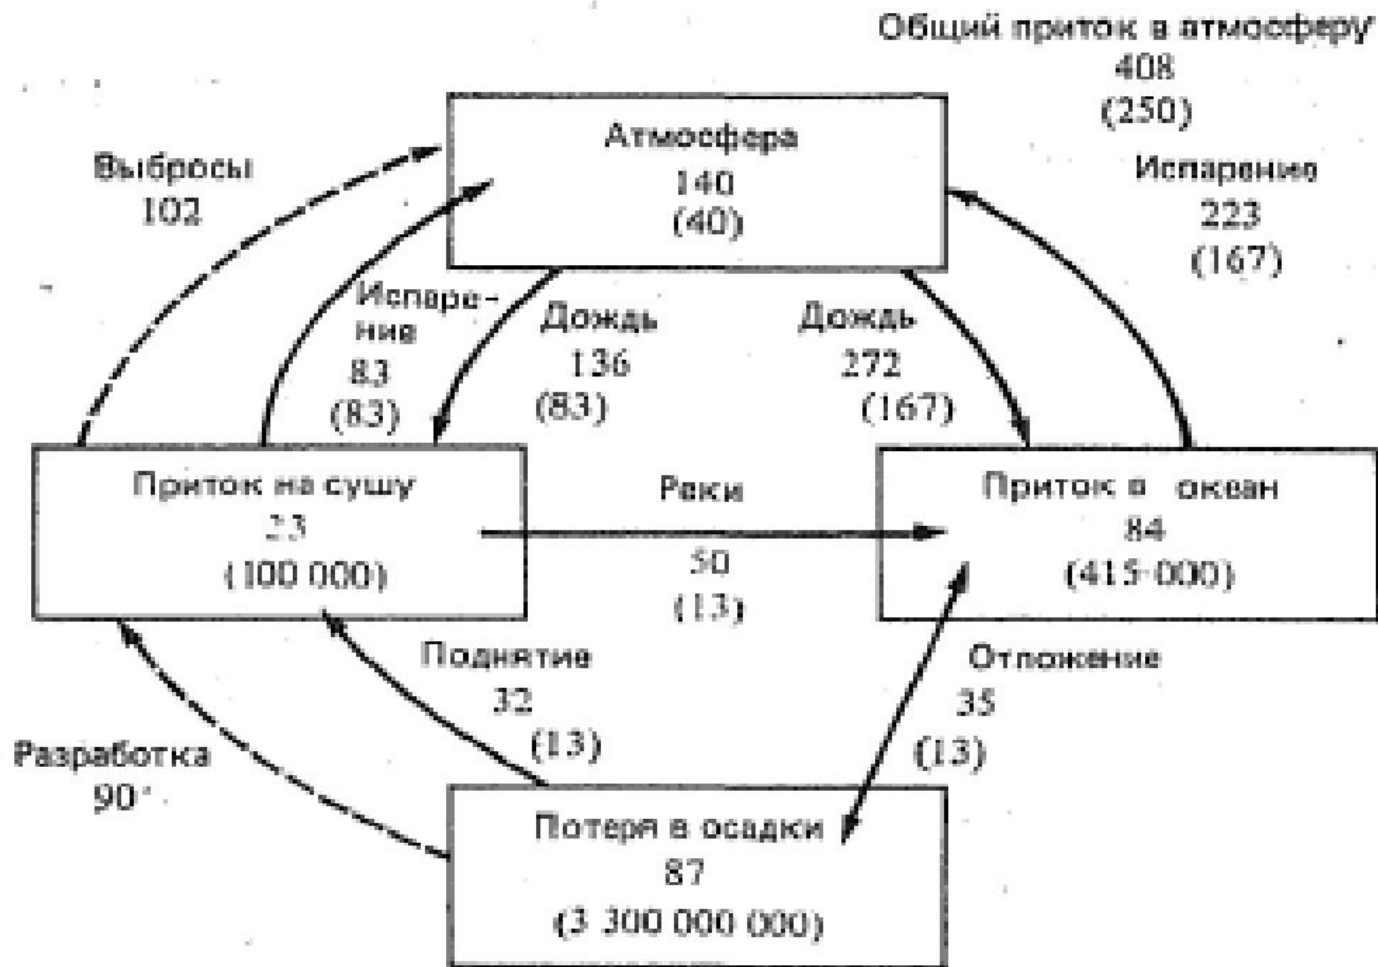 Общий приток в атмосферу
408
(250)
Атмосфера
140
(40)
Выбросы
102
Испарение
223
(167)
Испаре-
ние
83
(83)
Дождь
136
(83)
Дождь
272
(167)
Приток на сушу
23
(100 000)
Реки
50
(13)
Приток в океан
84
(415 000)
Поднятие
32
(13)
Отложение
35
(13)
Разработка
90
Потеря в осадки
87
(3 300 000 000)